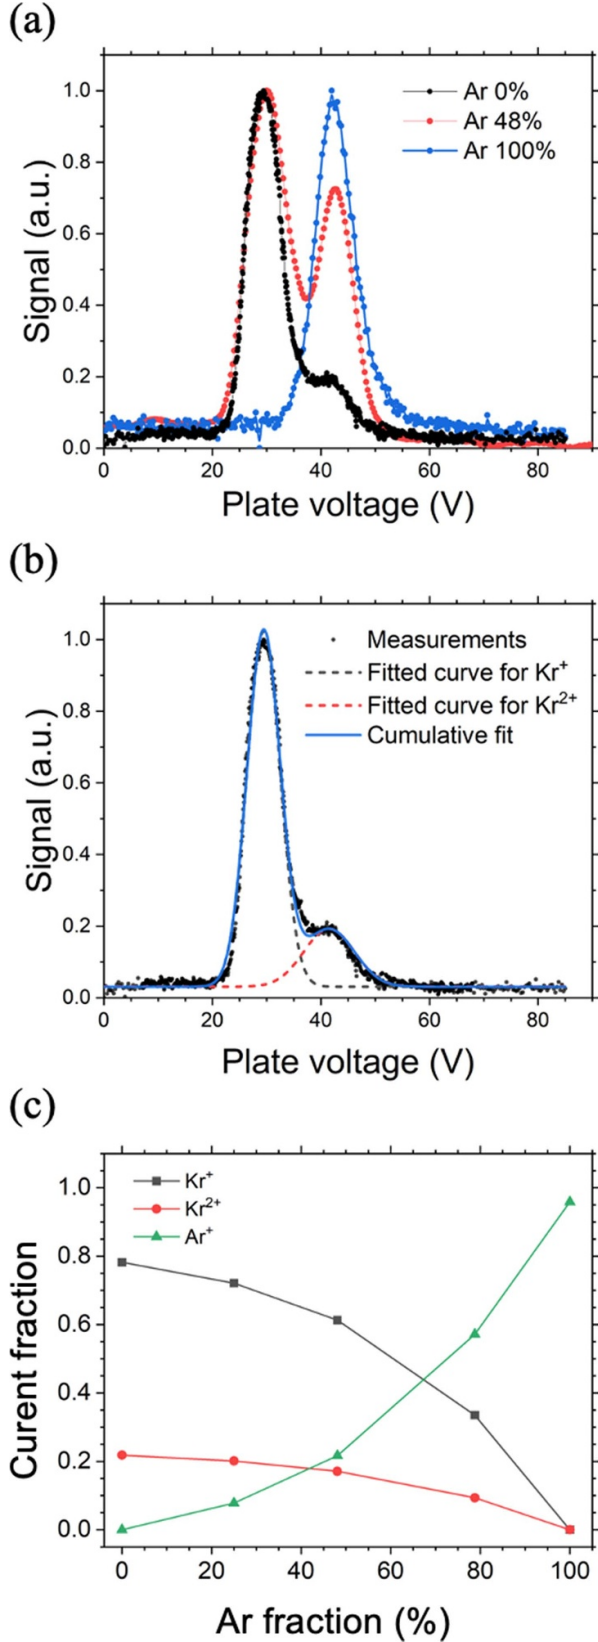 (a)
1.0
0.8
0.6
0.4
0.2
0.0
Signal (a.u.)
Ar 0%
Ar 48%
Ar 100%
0 20 40 60 80
Plate voltage (V)
(b)
1.0
0.8
0.6
0.4
0.2
0.0
Signal (a.u.)
Measurements
Fitted curve for Kr⁺
Fitted curve for Kr²⁺
Cumulative fit
0 20 40 60 80
Plate voltage (V)
(c)
1.0
0.8
0.6
0.4
0.2
0.0
Curent fraction
Kr⁺
Kr²⁺
Ar⁺
0 20 40 60 80 100
Ar fraction (%)